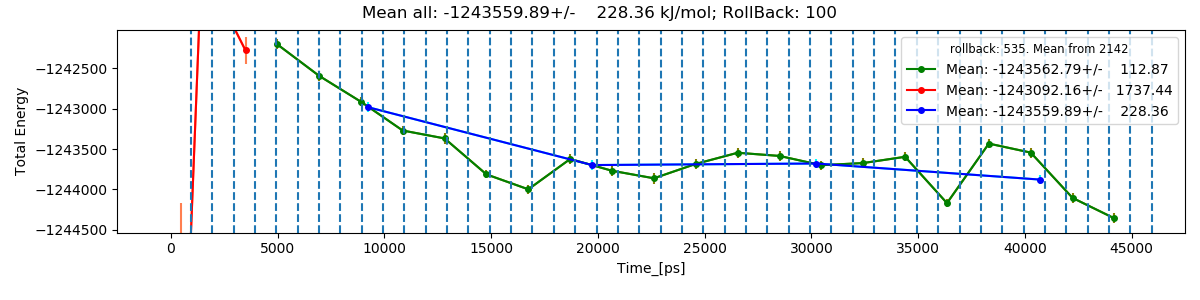 Mean all: -1243559.89+/-    228.36 kJ/mol; RollBack: 100
rollback: 535. Mean from 2142
Mean: -1243562.79+/-    112.87
Mean: -1243092.16+/-   1737.44
Mean: -1243559.89+/-    228.36
Total Energy
−1242500
−1243000
−1243500
−1244000
−1244500
0 5000 10000 15000 20000 25000 30000 35000 40000 45000
Time_[ps]